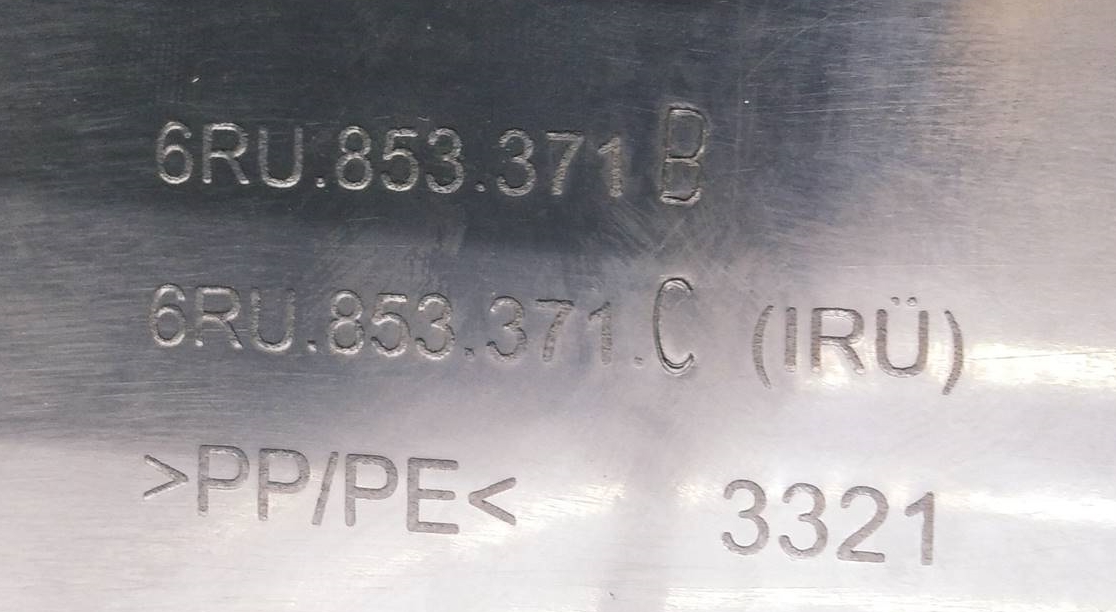 6RU.853.371 B
6RU.853.371.C (IRÜ)
>PP/PE< 3321